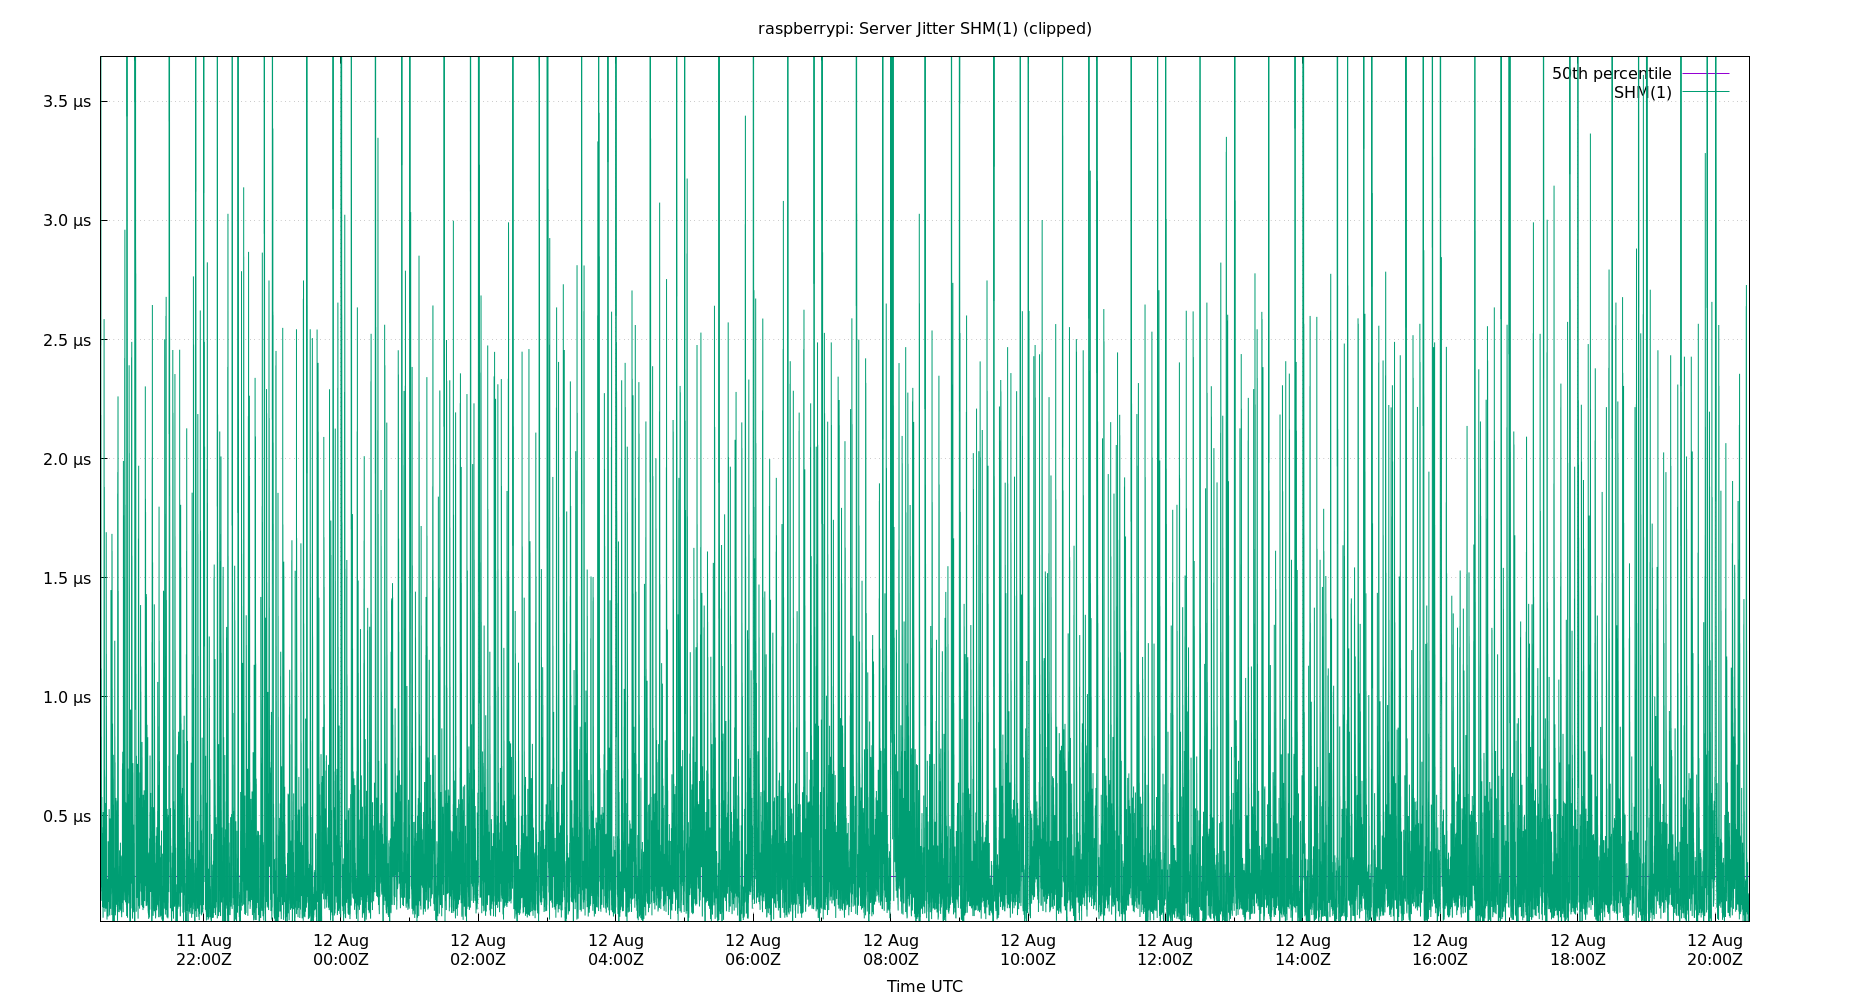 raspberrypi: Server Jitter SHM(1) (clipped)
50th percentile
SHM(1)
3.5 µs
3.0 µs
2.5 µs
2.0 µs
1.5 µs
1.0 µs
0.5 µs
11 Aug 12 Aug 12 Aug 12 Aug 12 Aug 12 Aug 12 Aug 12 Aug 12 Aug 12 Aug 12 Aug 12 Aug
22:00Z 00:00Z 02:00Z 04:00Z 06:00Z 08:00Z 10:00Z 12:00Z 14:00Z 16:00Z 18:00Z 20:00Z
Time UTC